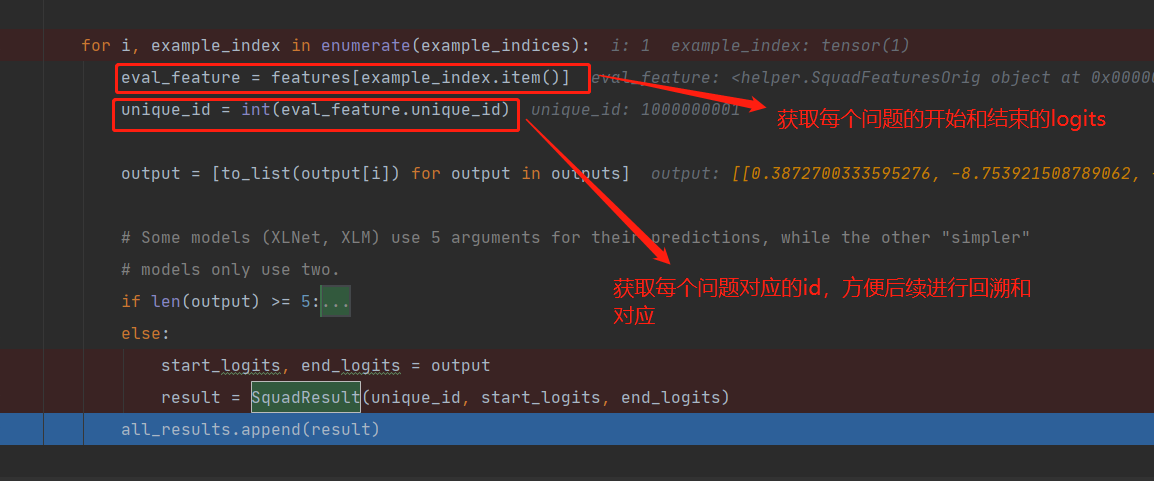 for i, example_index in enumerate(example_indices): i: 1 example_index: tensor(1)
eval_feature = features[example_index.item()] eval_feature: <helper.SquadFeaturesOrig object at 0x0000
unique_id = int(eval_feature.unique_id) unique_id: 1000000001
获取每个问题的开始和结束的logits
output = [to_list(output[i]) for output in outputs] output: [[0.3872700333595276, -8.753921508789062,
# Some models (XLNet, XLM) use 5 arguments for their predictions, while the other "simpler"
# models only use two.
获取每个问题对应的id，方便后续进行回溯和
对应
if len(output) >= 5:...
else:
start_logits, end_logits = output
result = SquadResult(unique_id, start_logits, end_logits)
all_results.append(result)